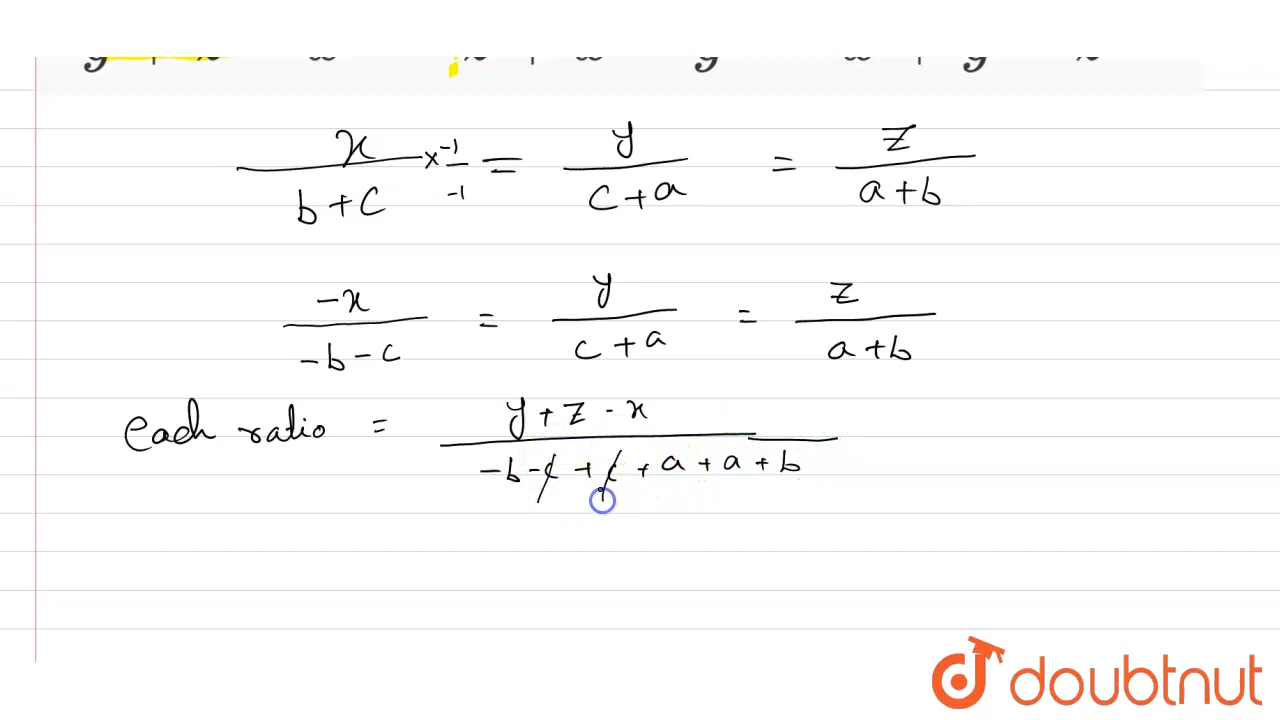 x/(b+c) × -1/-1 = y/(c+a) = z/(a+b)
-x/(-b-c) = y/(c+a) = z/(a+b)
each ratio = (y+z-x)/(-b-c+c+a+a+b)
doubtnut